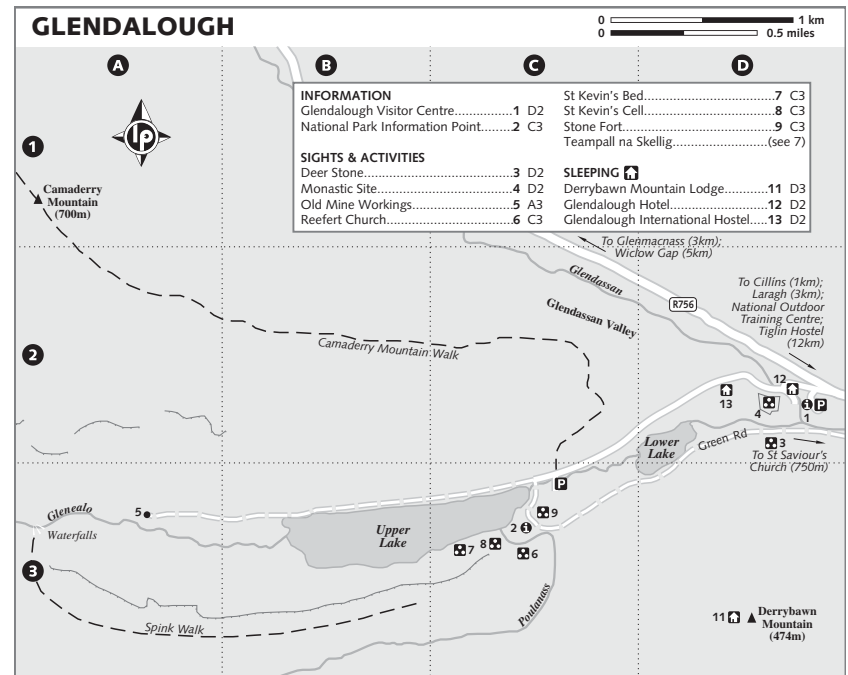 GLENDALOUGH
0 1 km
0 0.5 miles
A B C D
INFORMATION
Glendalough Visitor Centre..............1 D2
National Park Information Point.......2 C3
SIGHTS & ACTIVITIES
Deer Stone.......................................3 D2
Monastic Site...................................4 D2
Old Mine Workings..........................5 A3
Reefert Church.................................6 C3
St Kevin's Bed..................................7 C3
St Kevin's Cell..................................8 C3
Stone Fort........................................9 C3
Teampall na Skellig....................(see 7)
SLEEPING
Derrybawn Mountain Lodge.........11 D3
Glendalough Hotel........................12 D2
Glendalough International Hostel.....13 D2
1
lp
Camaderry
Mountain
(700m)
To Glenmacnass (3km);
Wiclow Gap (5km)
Glendassan
Glendassan Valley
R756
To Cillíns (1km);
Laragh (3km);
National Outdoor
Training Centre;
Tiglin Hostel
(12km)
2
Camaderry Mountain Walk
12
13
4
1
P
Lower
Lake
Green Rd
3
To St Saviour's
Church (750m)
P
Glenealo
5
Waterfalls
Upper
Lake
9
2
8
7
6
3
Spink Walk
Poulanass
11
Derrybawn
Mountain
(474m)